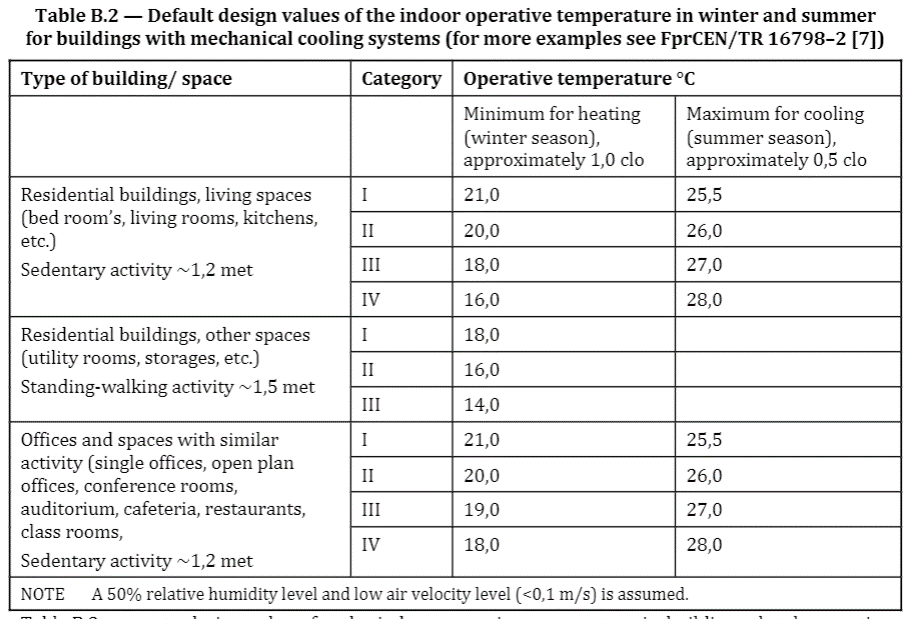 Table B.2 — Default design values of the indoor operative temperature in winter and summer
for buildings with mechanical cooling systems (for more examples see FprCEN/TR 16798–2 [7])
Type of building/ space Category Operative temperature °C
Minimum for heating
(winter season),
approximately 1,0 clo
Maximum for cooling
(summer season),
approximately 0,5 clo
Residential buildings, living spaces
(bed room's, living rooms, kitchens,
etc.)
Sedentary activity ~1,2 met
I 21,0 25,5
II 20,0 26,0
III 18,0 27,0
IV 16,0 28,0
Residential buildings, other spaces
(utility rooms, storages, etc.)
Standing-walking activity ~1,5 met
I 18,0
II 16,0
III 14,0
Offices and spaces with similar
activity (single offices, open plan
offices, conference rooms,
auditorium, cafeteria, restaurants,
class rooms,
Sedentary activity ~1,2 met
I 21,0 25,5
II 20,0 26,0
III 19,0 27,0
IV 18,0 28,0
NOTE A 50% relative humidity level and low air velocity level (<0,1 m/s) is assumed.